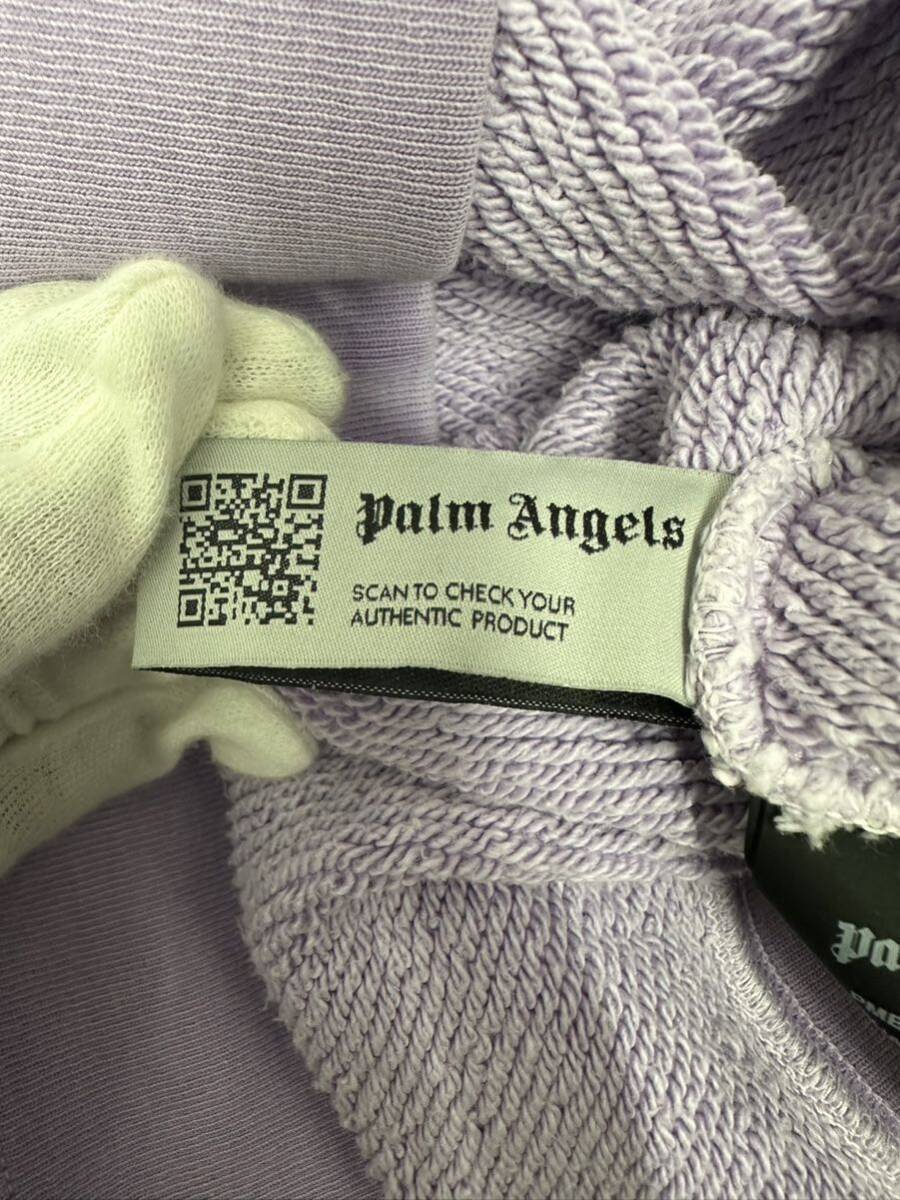 Palm Angels
SCAN TO CHECK YOUR
AUTHENTIC PRODUCT